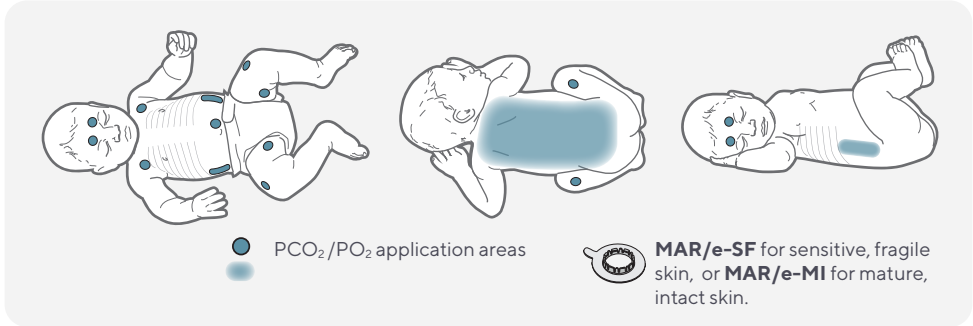 PCO₂/PO₂ application areas
MAR/e-SF for sensitive, fragile
skin, or MAR/e-MI for mature,
intact skin.